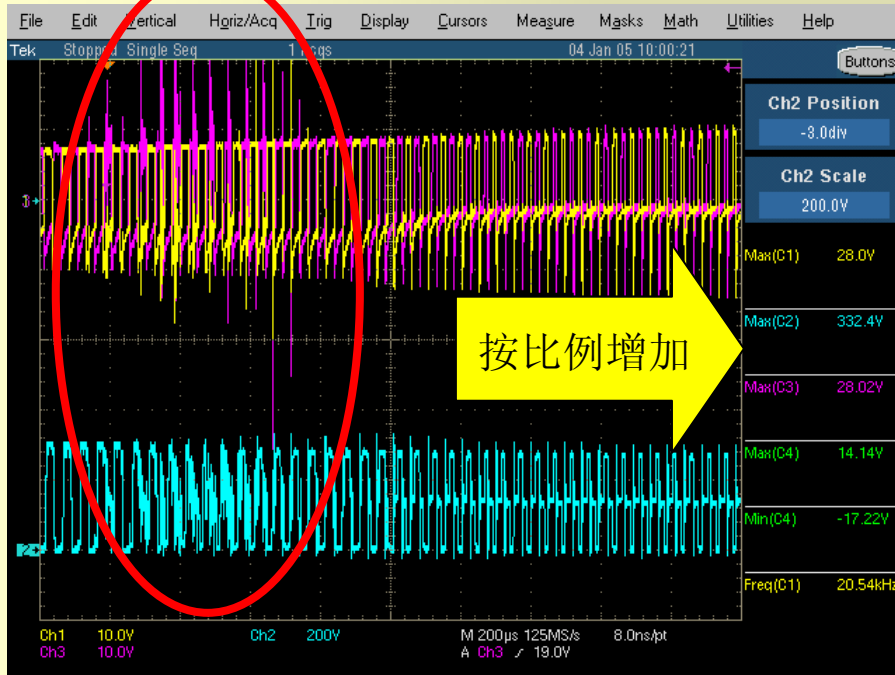 File Edit Vertical Horiz/Acq Trig Display Cursors Measure Masks Math Utilities Help
Tek Stopped Single Seq 1 Acqs 04 Jan 05 10:00:21
Buttons
Ch2 Position
-3.0div
Ch2 Scale
200.0V
Max(C1) 28.0V
Max(C2) 332.4V
按比例增加
Max(C3) 28.02V
Max(C4) 14.14V
Min(C4) -17.22V
Freq(C1) 20.54kHz
Ch1 10.0V Ch2 200V M 200µs 125MS/s 8.0ns/pt
Ch3 10.0V A Ch3 19.0V